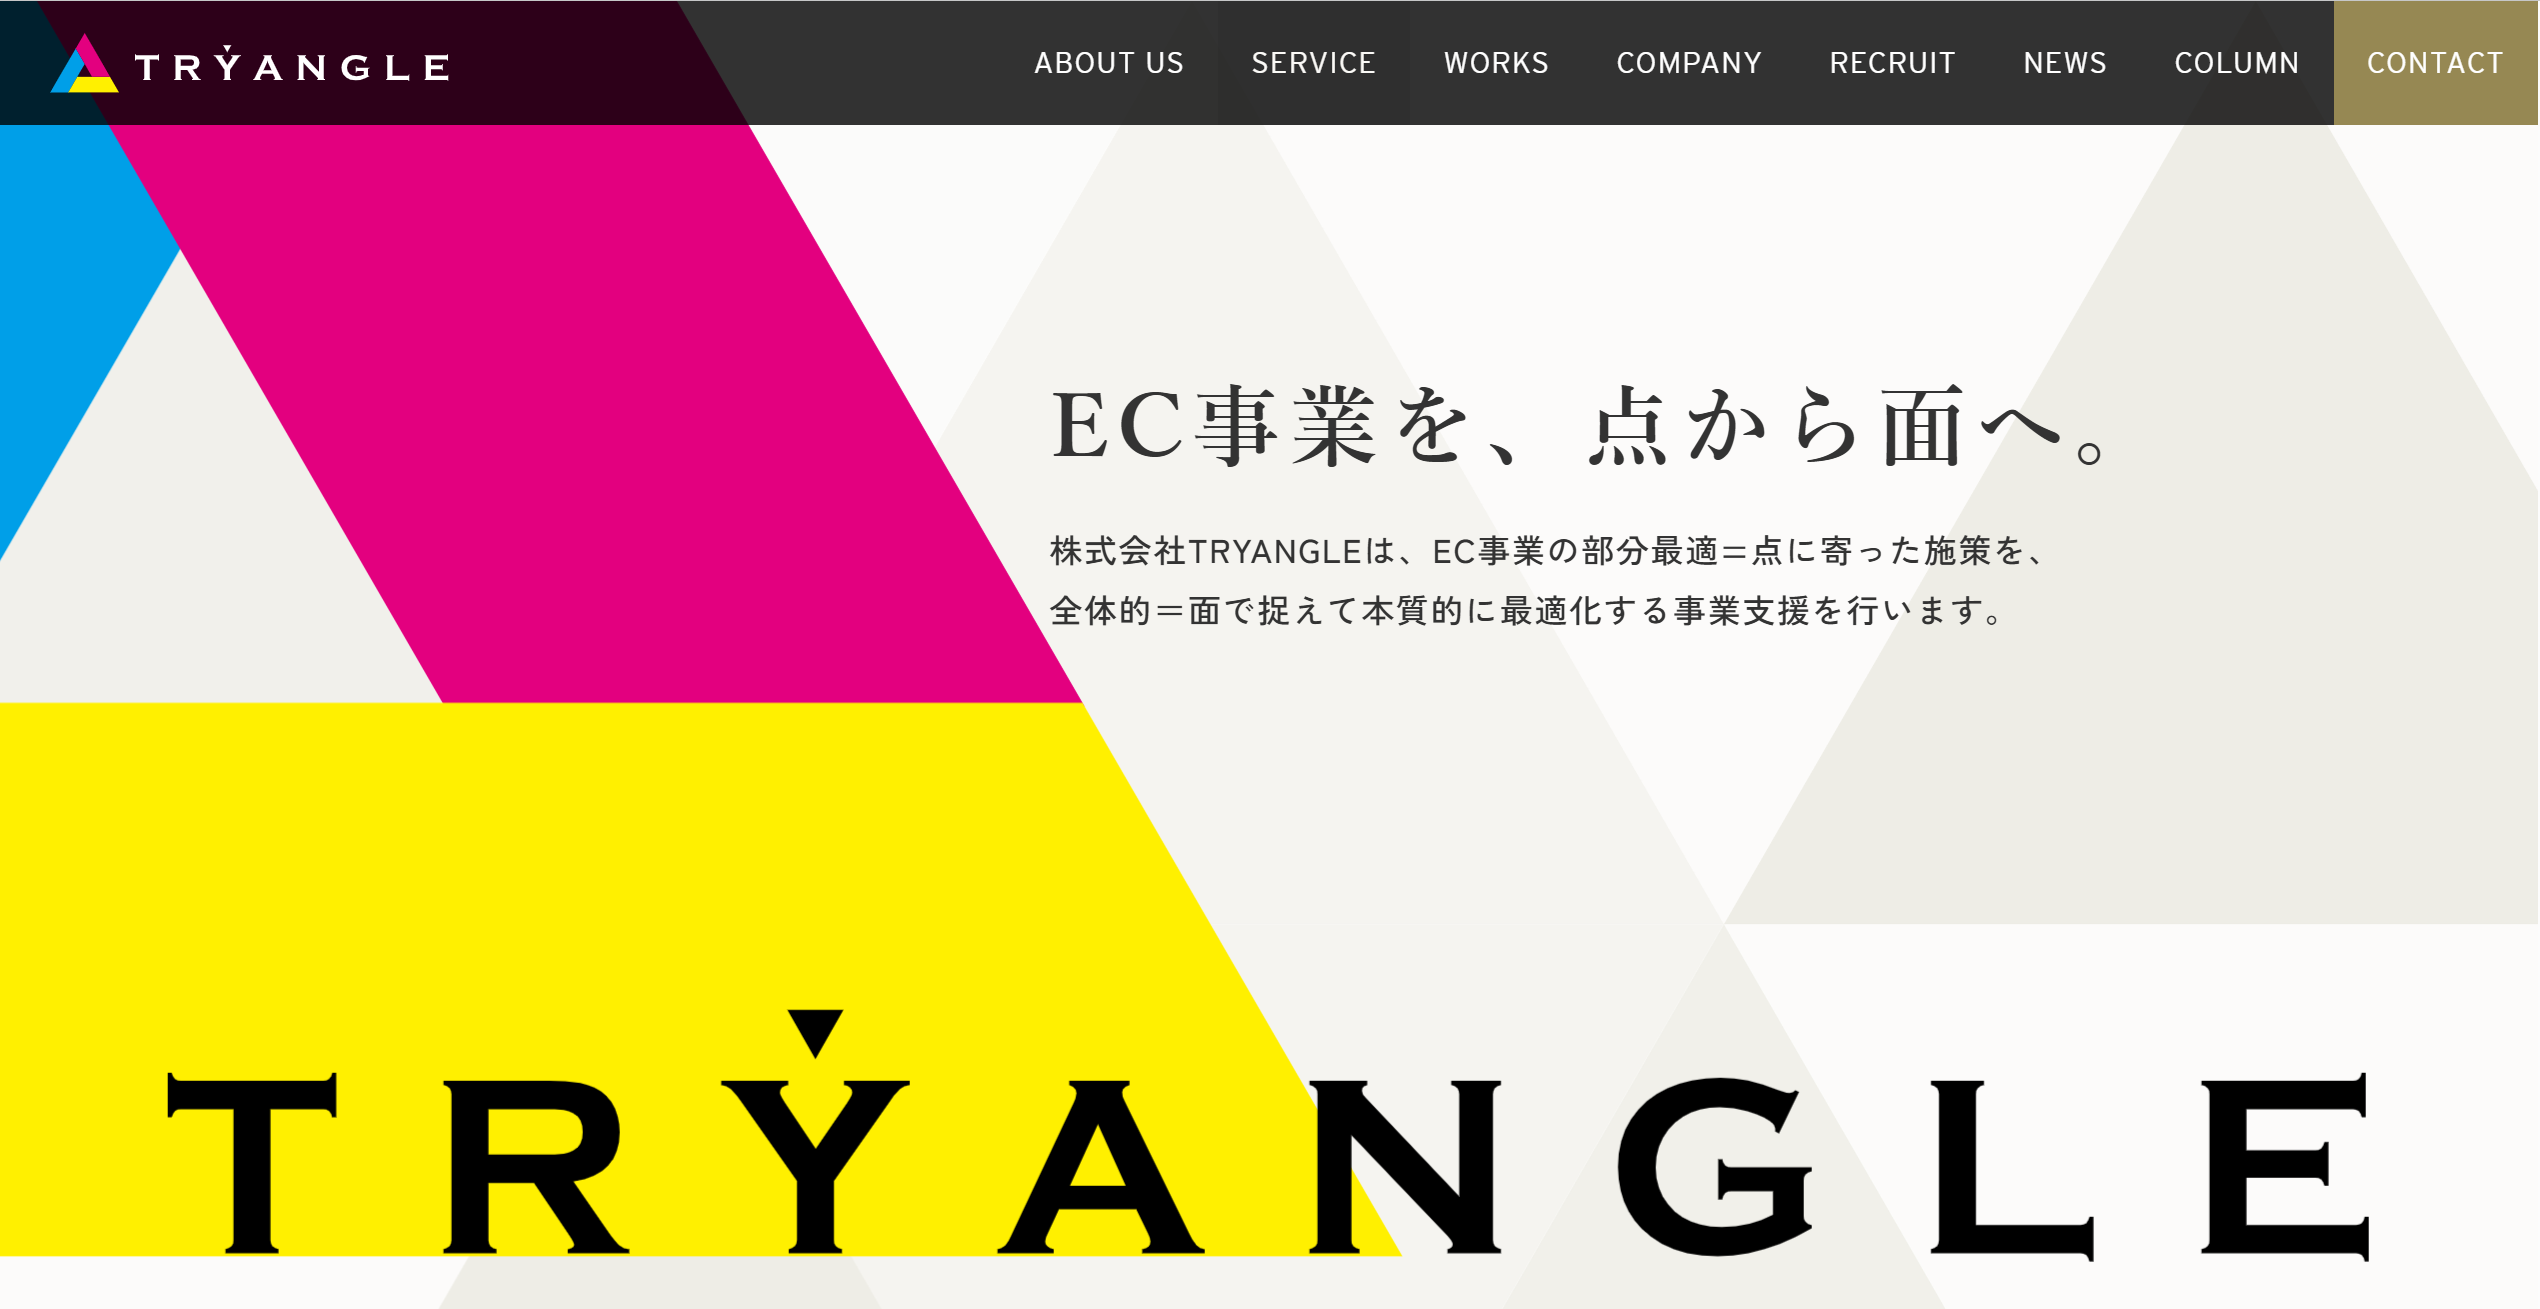 TRYANGLE
ABOUT US
SERVICE
WORKS
COMPANY
RECRUIT
NEWS
COLUMN
CONTACT
EC事業を、点から面へ。
株式会社TRYANGLEは、EC事業の部分最適＝点に寄った施策を、
全体的＝面で捉えて本質的に最適化する事業支援を行います。
TRYANGLE